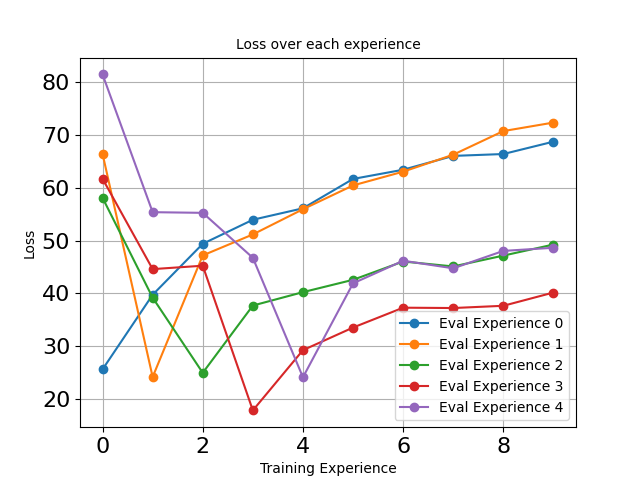 Loss over each experience
80
70
60
50
40
30
20
Loss
0 2 4 6 8
Training Experience
Eval Experience 0
Eval Experience 1
Eval Experience 2
Eval Experience 3
Eval Experience 4